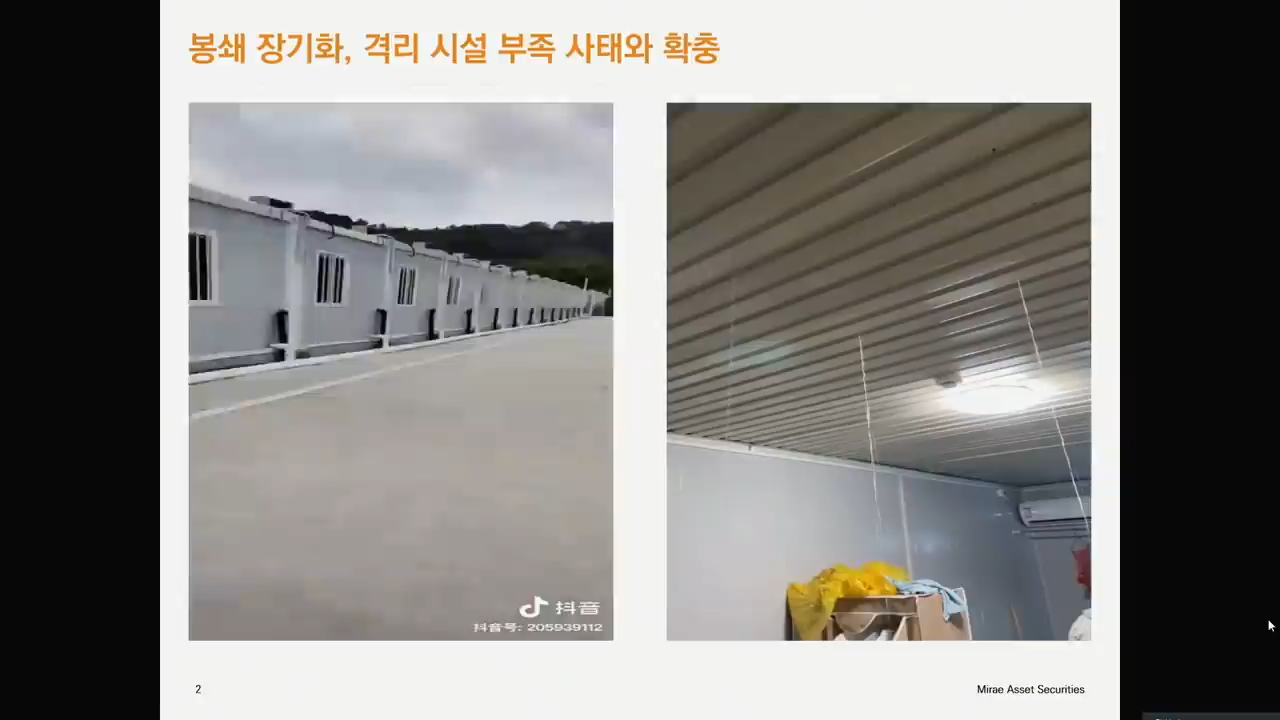 봉쇄 장기화, 격리 시설 부족 사태와 확충
抖音
抖音号: 205939112
2
Mirae Asset Securities